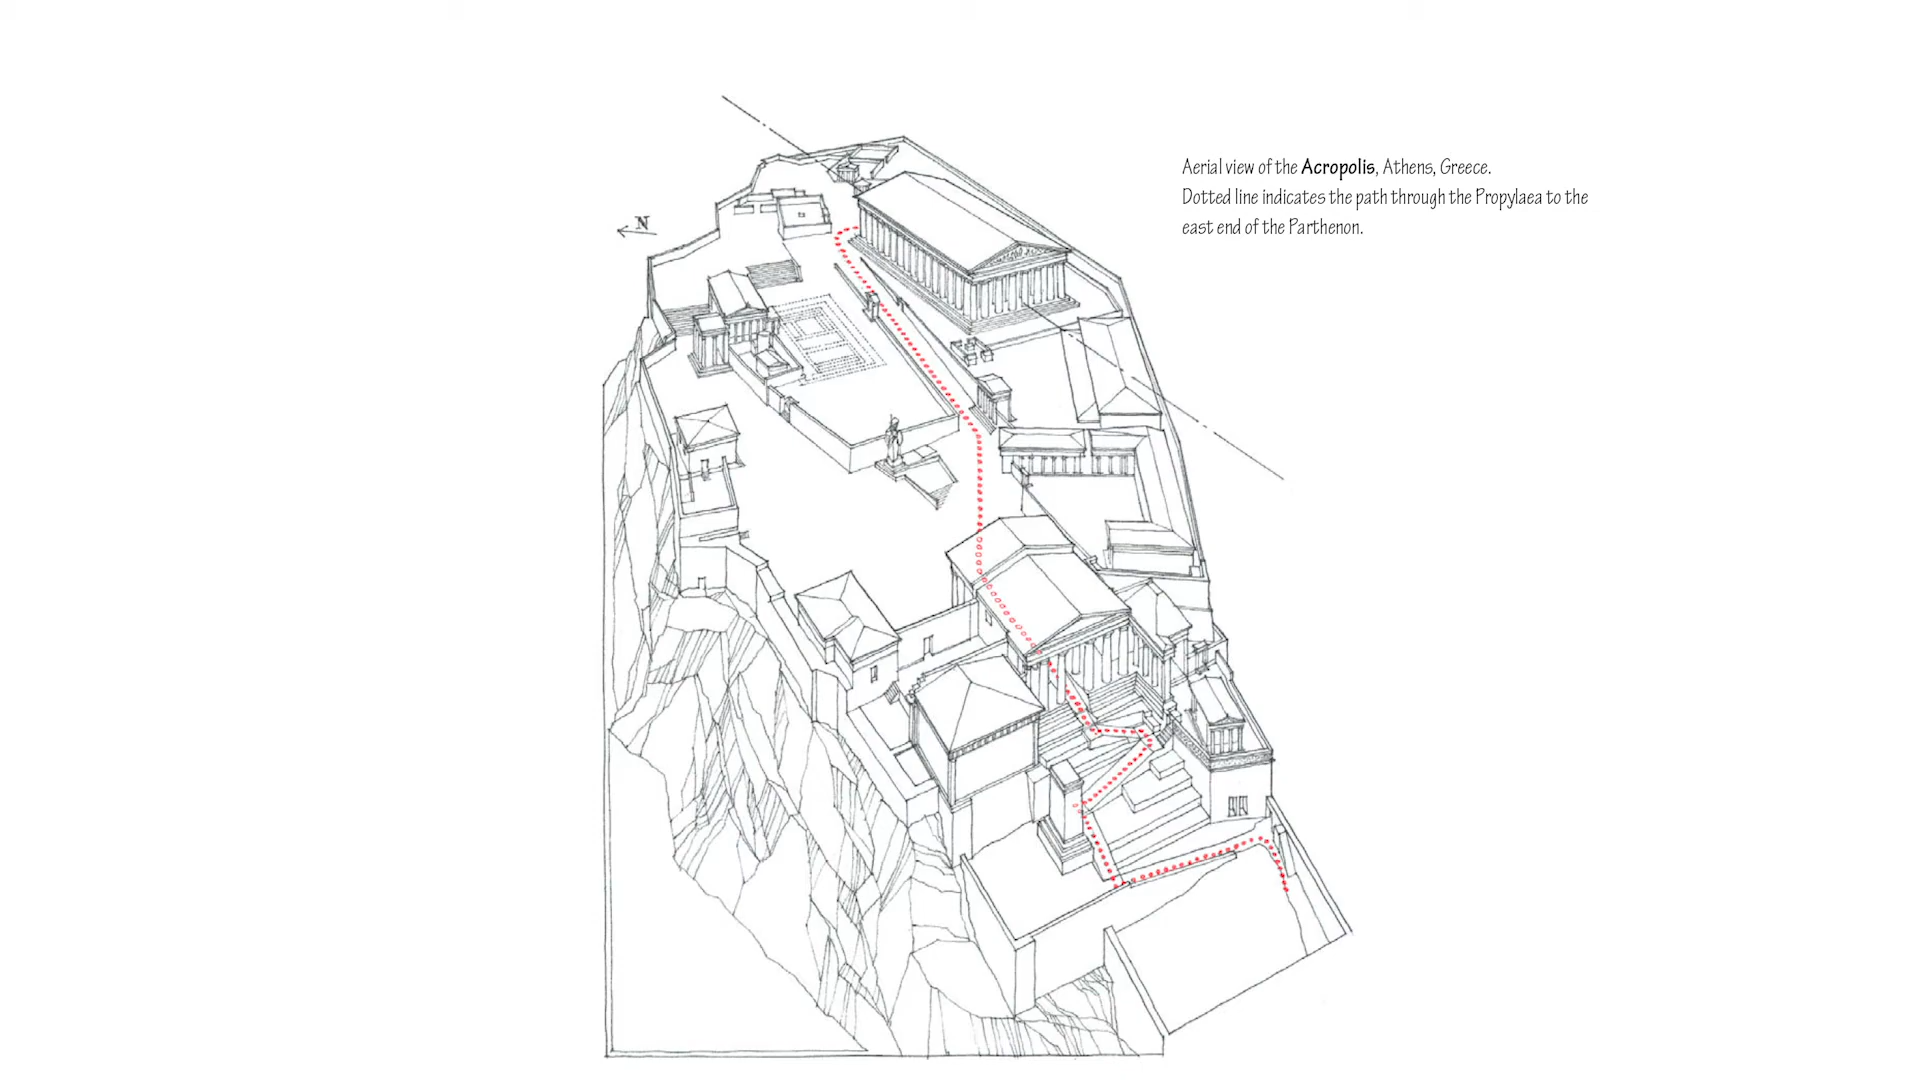 Aerial view of the Acropolis, Athens, Greece.
Dotted line indicates the path through the Propylaea to the
east end of the Parthenon.
N